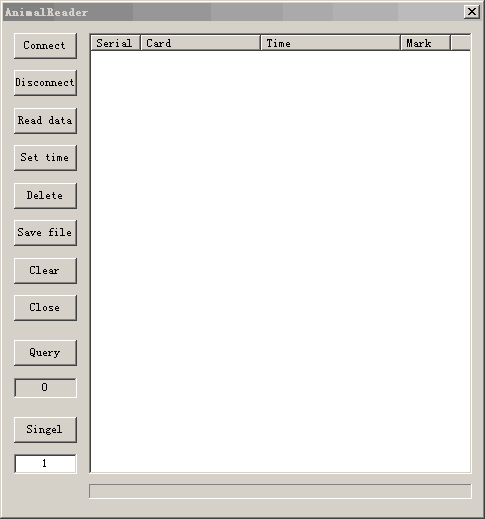 AnimalReader
Connect
Disconnect
Read data
Set time
Delete
Save file
Clear
Close
Query
0
Singel
1
Serial Card Time Mark